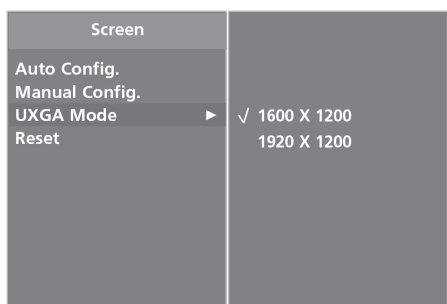 Screen
Auto Config.
Manual Config.
UXGA Mode ►
Reset
√ 1600 X 1200
1920 X 1200